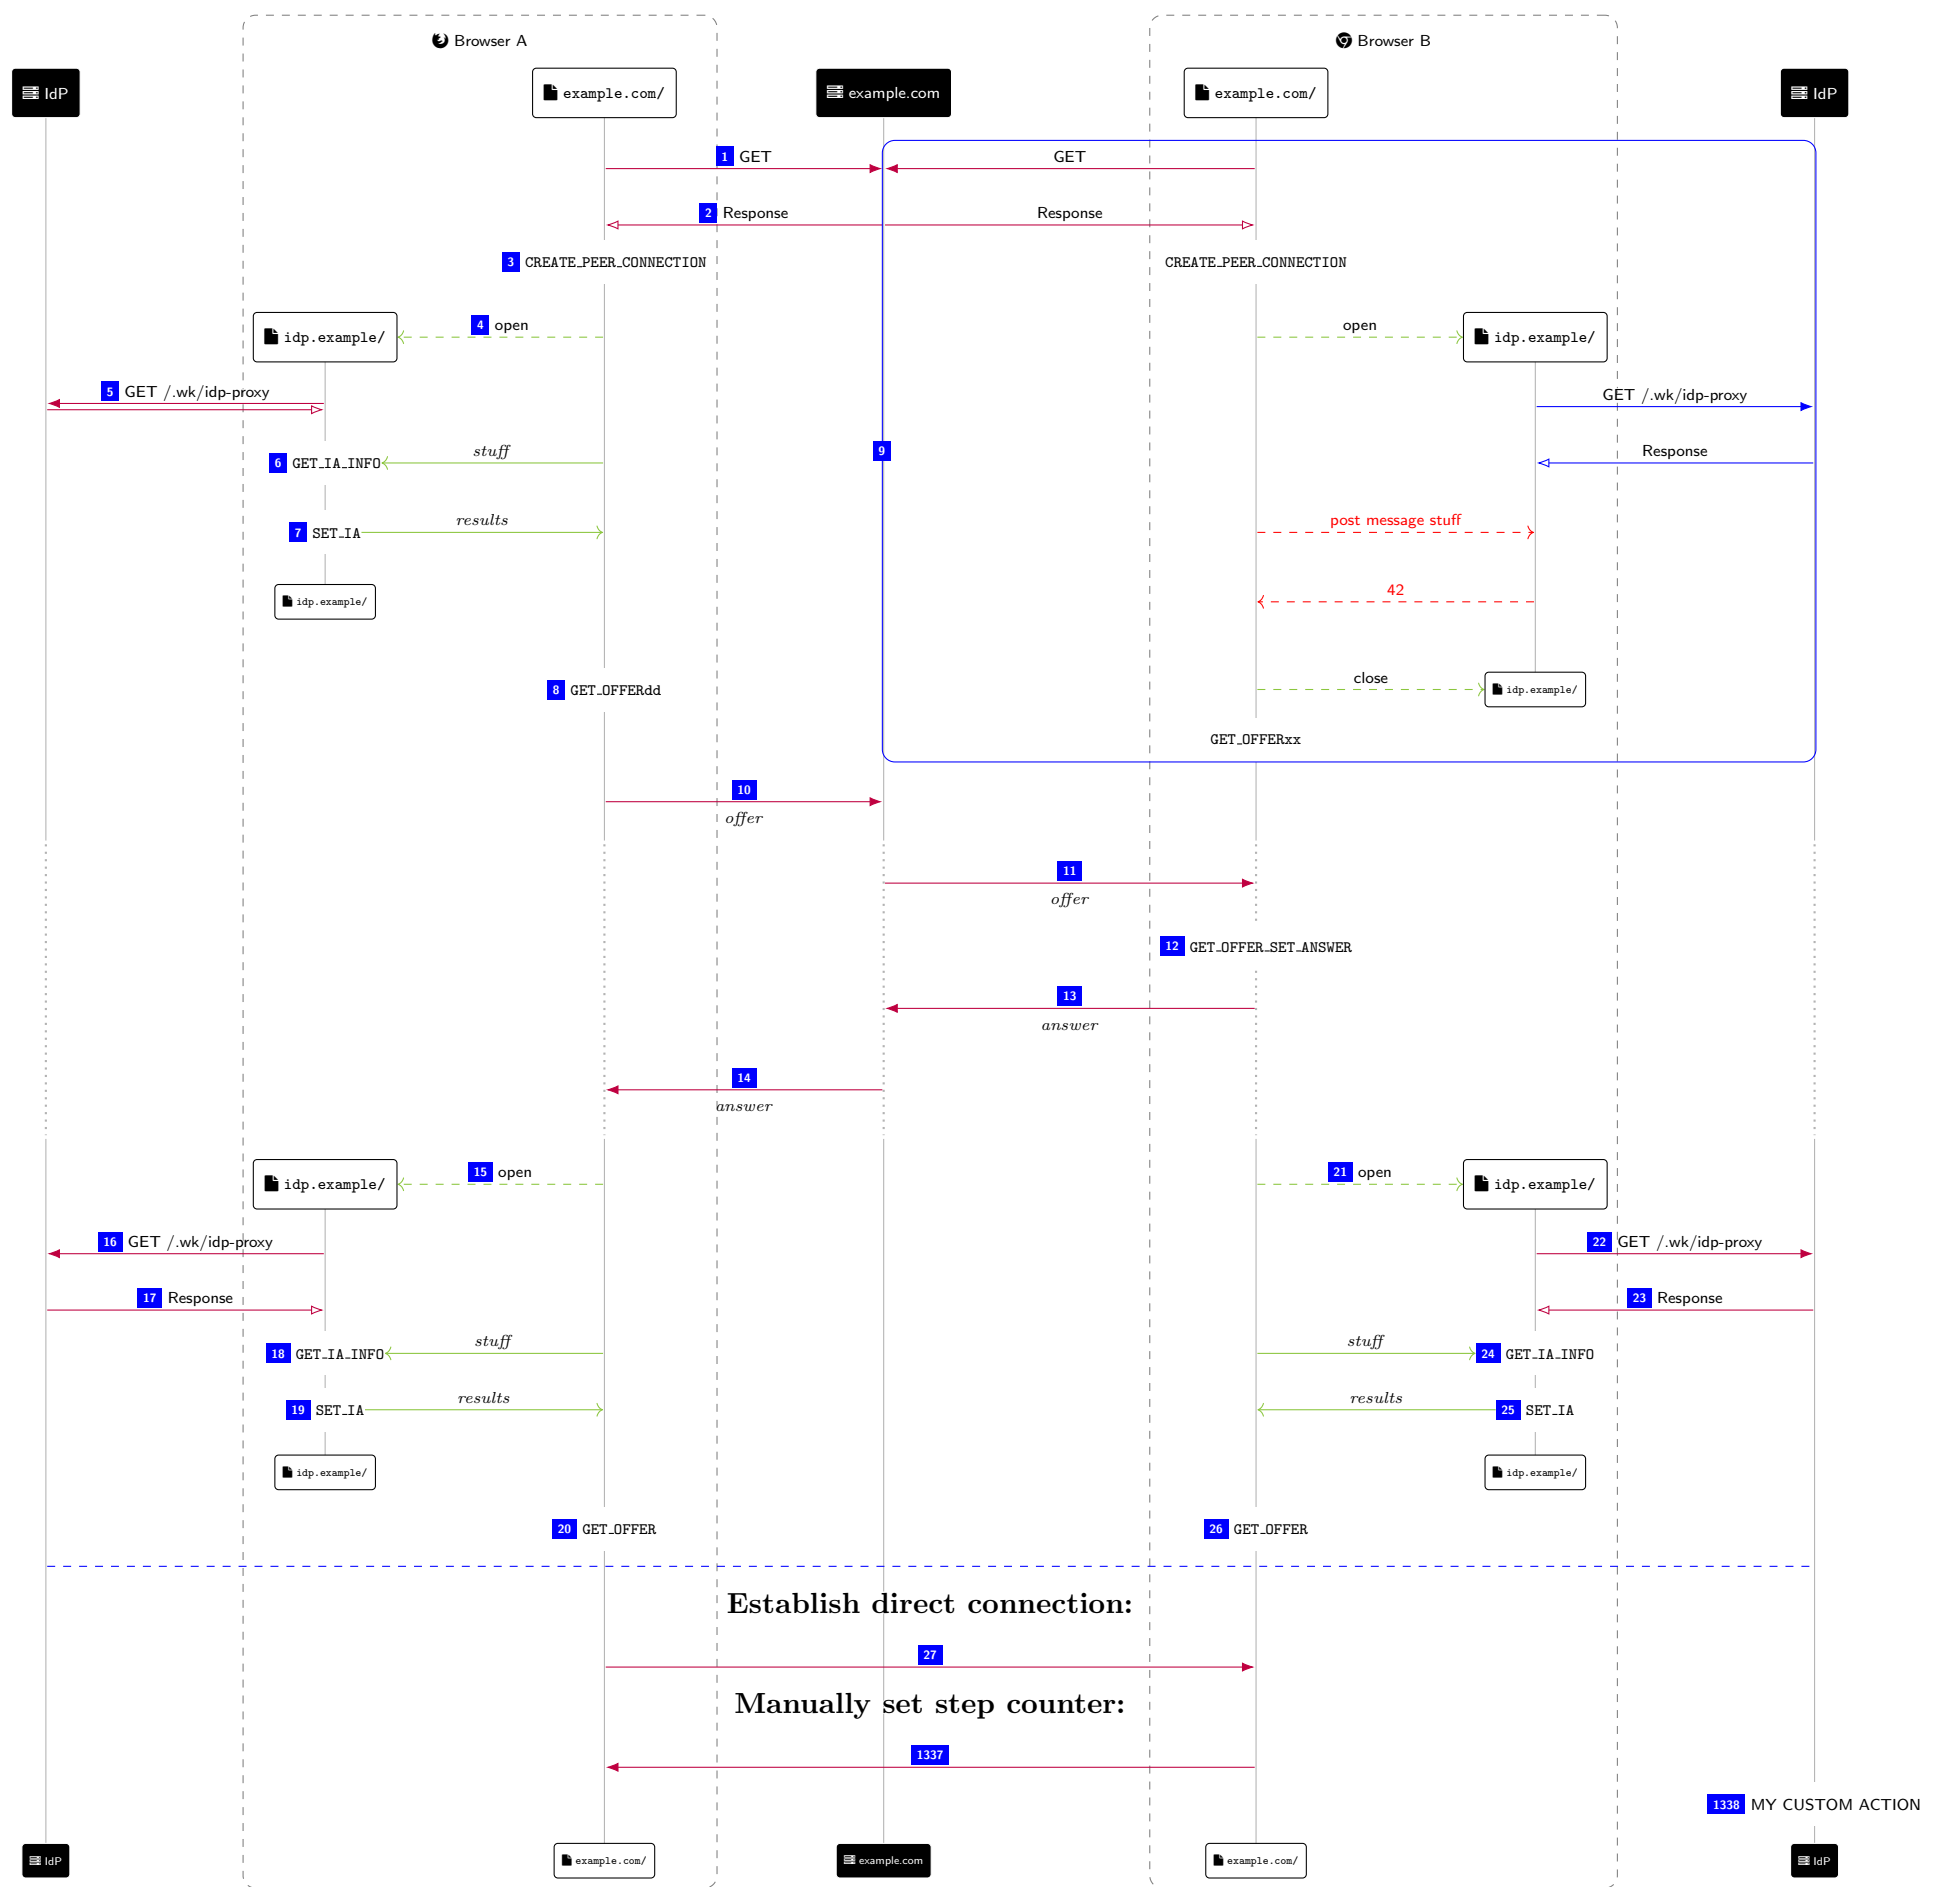 Browser A
Browser B
IdP
example.com/
example.com
example.com/
IdP
1 GET
GET
2 Response
Response
3 CREATE_PEER_CONNECTION
CREATE_PEER_CONNECTION
idp.example/
4 open
open
idp.example/
5 GET /.wk/idp-proxy
GET /.wk/idp-proxy
9
6 GET_IA_INFO
stuff
Response
7 SET_IA
results
post message stuff
idp.example/
42
8 GET_OFFERdd
close
idp.example/
GET_OFFERxx
10
offer
11
offer
12 GET_OFFER_SET_ANSWER
13
answer
14
answer
idp.example/
15 open
21 open
idp.example/
16 GET /.wk/idp-proxy
22 GET /.wk/idp-proxy
17 Response
23 Response
18 GET_IA_INFO
stuff
stuff
24 GET_IA_INFO
19 SET_IA
results
results
25 SET_IA
idp.example/
idp.example/
20 GET_OFFER
26 GET_OFFER
Establish direct connection:
27
Manually set step counter:
1337
1338 MY CUSTOM ACTION
IdP
example.com/
example.com
example.com/
IdP